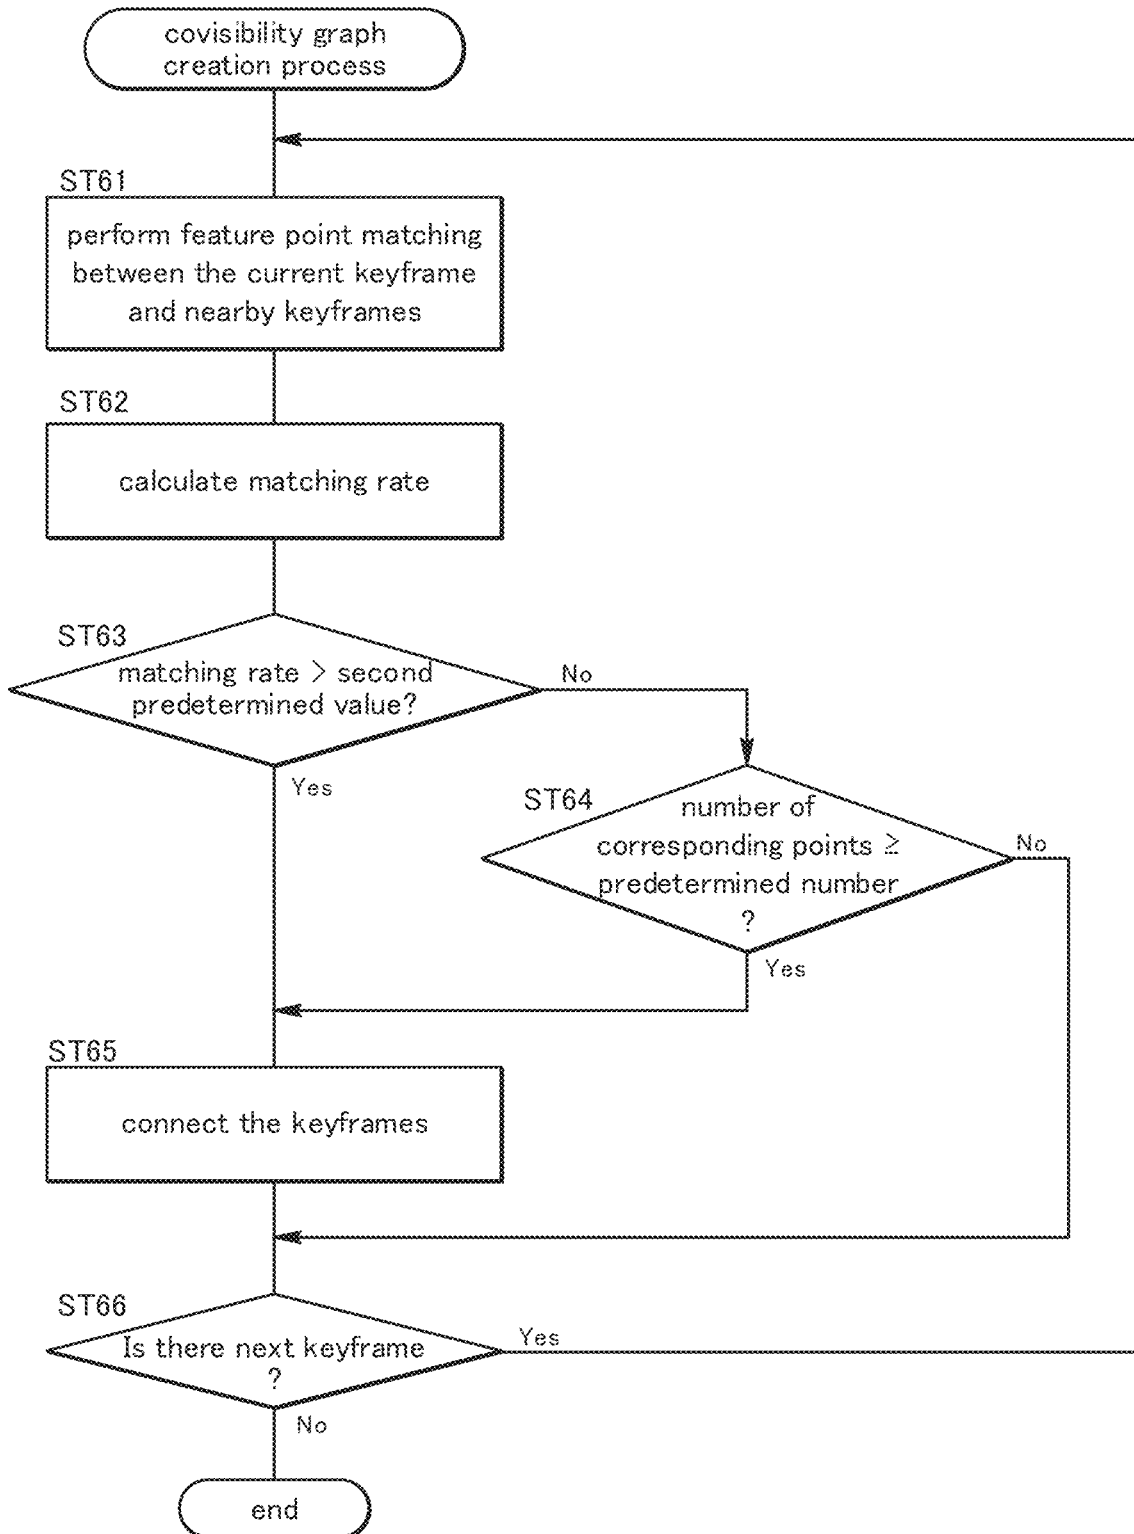 covisibility graph
creation process
ST61
perform feature point matching
between the current keyframe
and nearby keyframes
ST62
calculate matching rate
ST63
matching rate > second
predetermined value?
No
Yes
ST64
number of
corresponding points ≥
predetermined number
?
No
Yes
ST65
connect the keyframes
ST66
Is there next keyframe
?
Yes
No
end